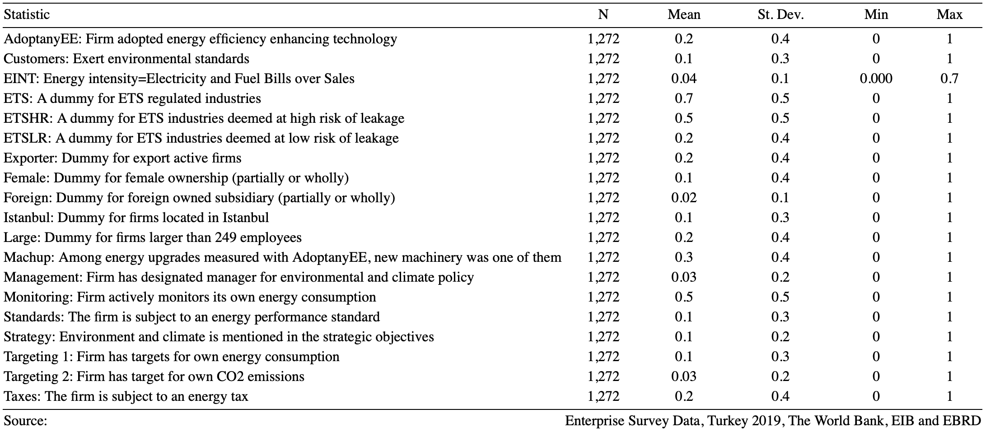 Statistic N Mean St. Dev. Min Max
AdoptanyEE: Firm adopted energy efficiency enhancing technology 1,272 0.2 0.4 0 1
Customers: Exert environmental standards 1,272 0.1 0.3 0 1
EINT: Energy intensity=Electricity and Fuel Bills over Sales 1,272 0.04 0.1 0.000 0.7
ETS: A dummy for ETS regulated industries 1,272 0.7 0.5 0 1
ETSHR: A dummy for ETS industries deemed at high risk of leakage 1,272 0.5 0.5 0 1
ETSLR: A dummy for ETS industries deemed at low risk of leakage 1,272 0.2 0.4 0 1
Exporter: Dummy for export active firms 1,272 0.2 0.4 0 1
Female: Dummy for female ownership (partially or wholly) 1,272 0.1 0.4 0 1
Foreign: Dummy for foreign owned subsidiary (partially or wholly) 1,272 0.02 0.1 0 1
Istanbul: Dummy for firms located in Istanbul 1,272 0.1 0.3 0 1
Large: Dummy for firms larger than 249 employees 1,272 0.2 0.4 0 1
Machup: Among energy upgrades measured with AdoptanyEE, new machinery was one of them 1,272 0.3 0.4 0 1
Management: Firm has designated manager for environmental and climate policy 1,272 0.03 0.2 0 1
Monitoring: Firm actively monitors its own energy consumption 1,272 0.5 0.5 0 1
Standards: The firm is subject to an energy performance standard 1,272 0.1 0.3 0 1
Strategy: Environment and climate is mentioned in the strategic objectives 1,272 0.1 0.2 0 1
Targeting 1: Firm has targets for own energy consumption 1,272 0.1 0.3 0 1
Targeting 2: Firm has target for own CO2 emissions 1,272 0.03 0.2 0 1
Taxes: The firm is subject to an energy tax 1,272 0.2 0.4 0 1
Source: Enterprise Survey Data, Turkey 2019, The World Bank, EIB and EBRD